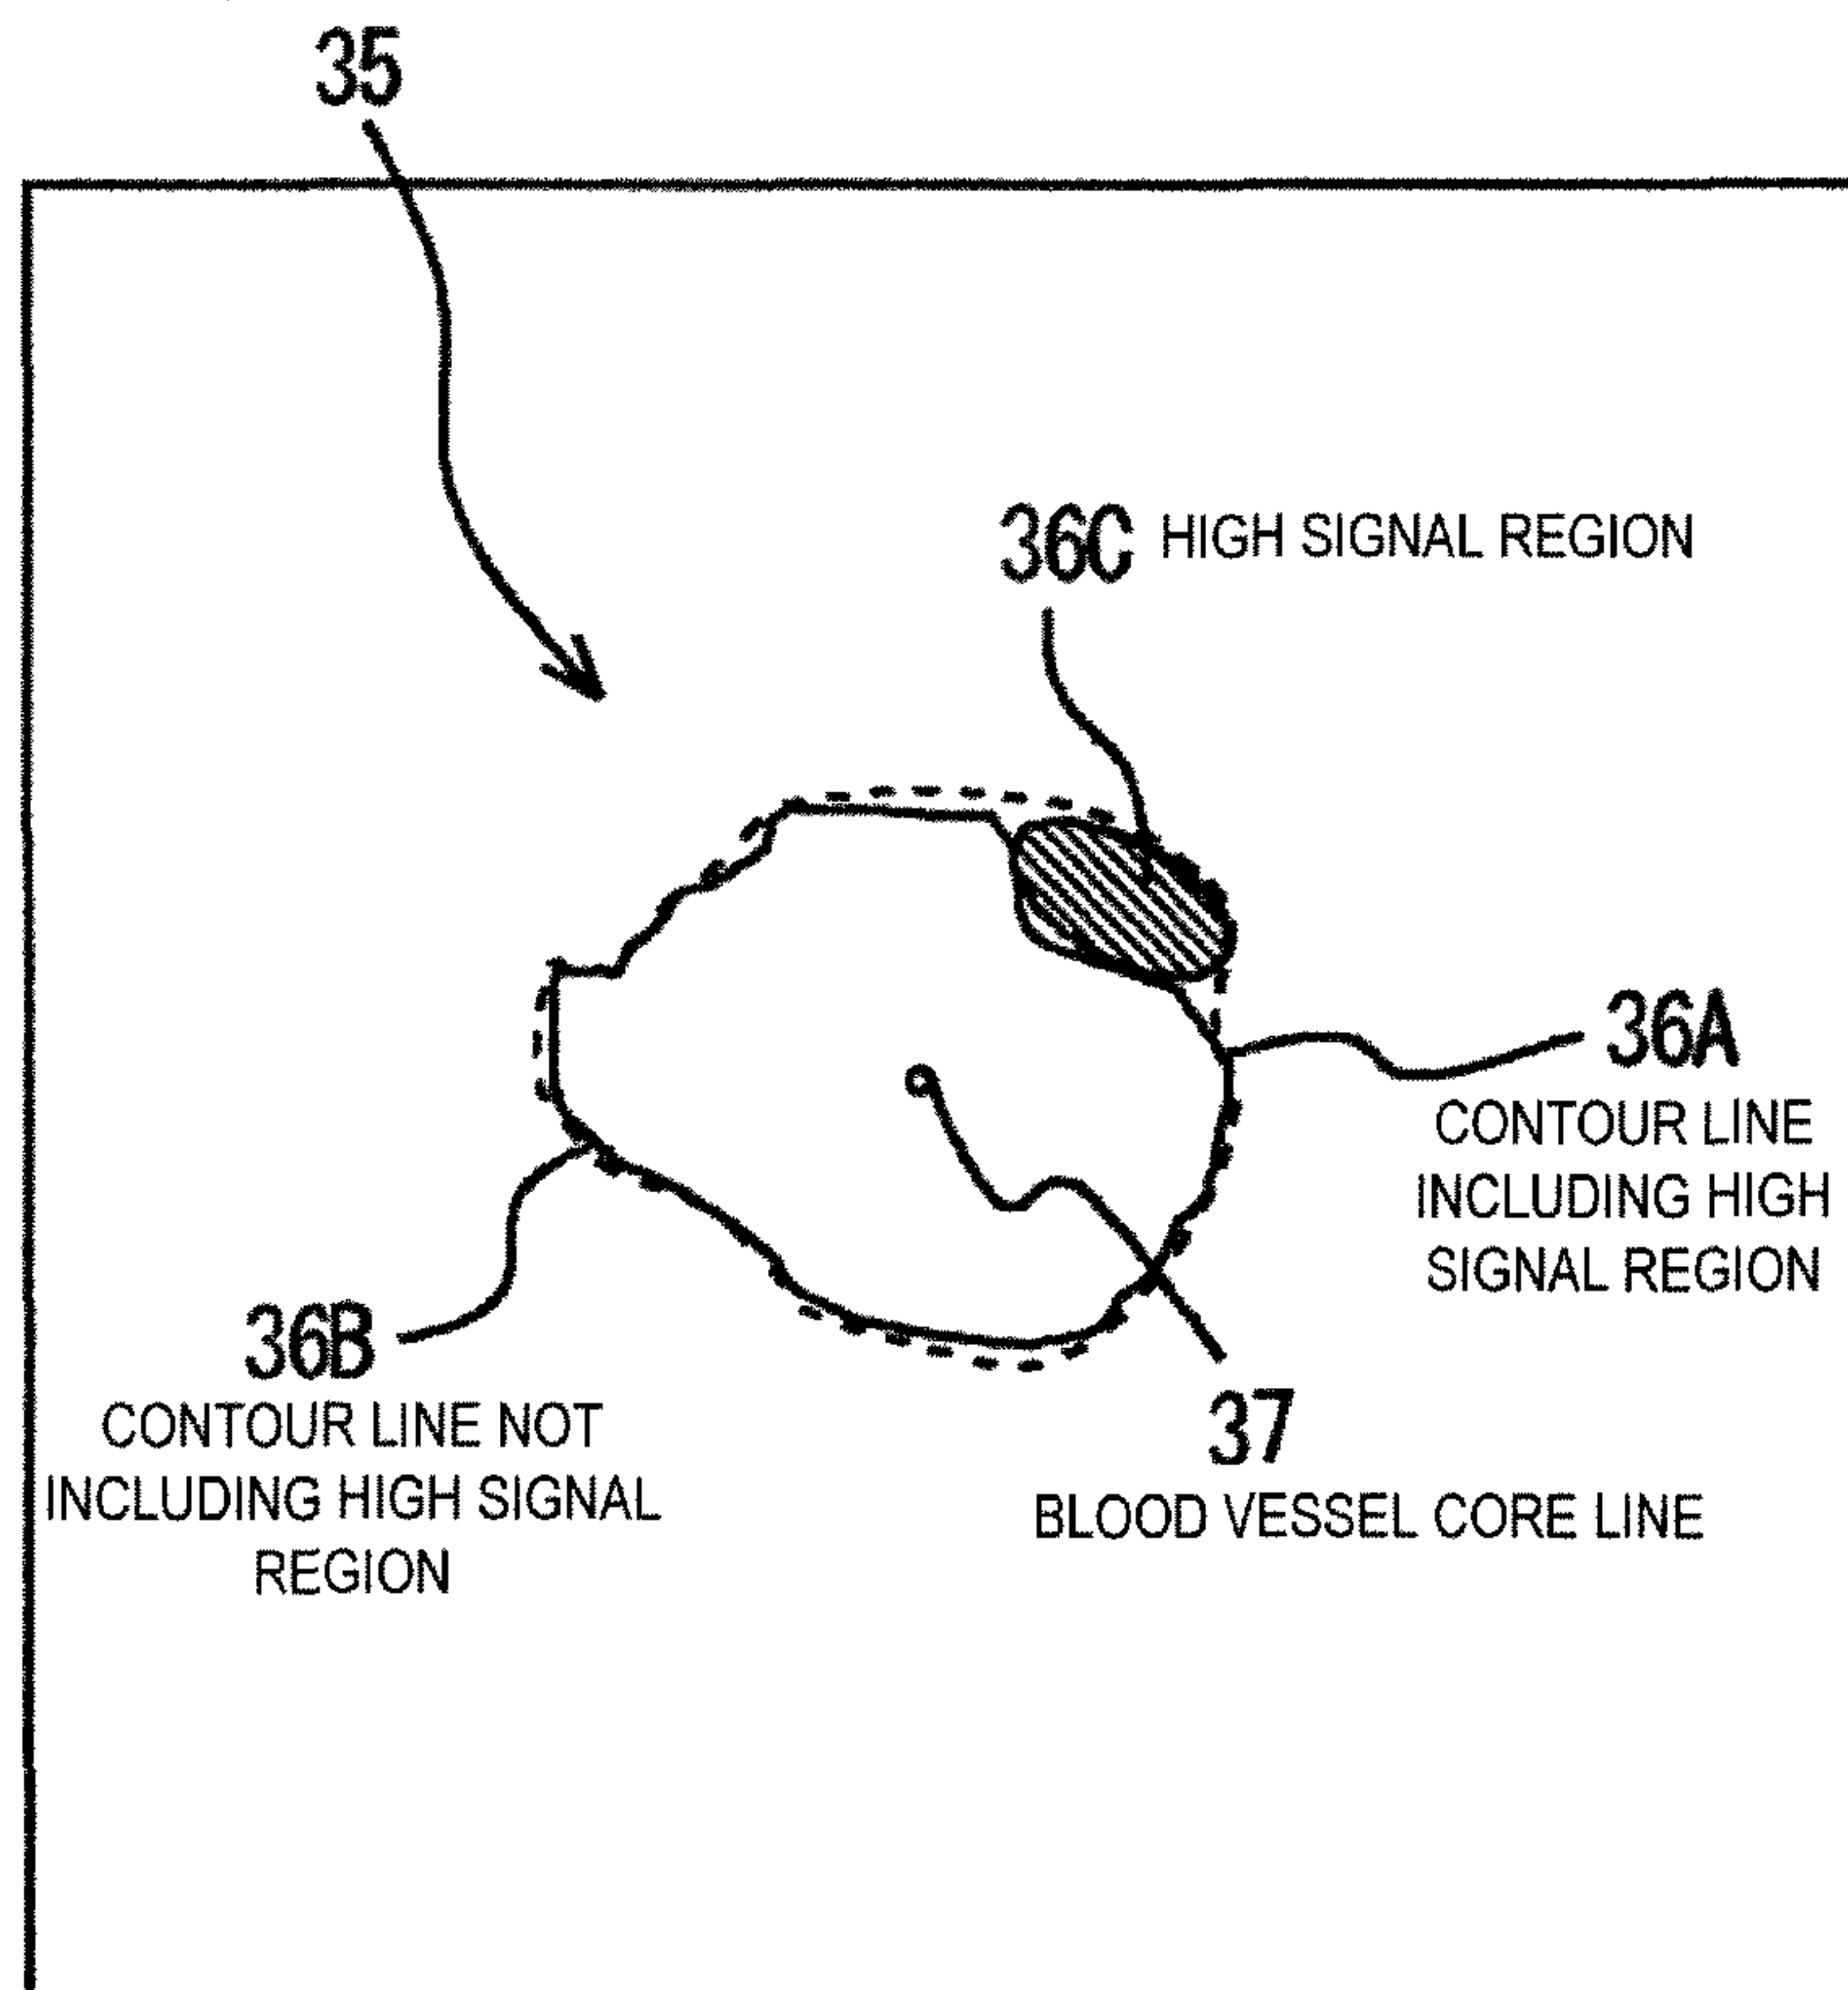 35
36C HIGH SIGNAL REGION
36A
CONTOUR LINE
INCLUDING HIGH
SIGNAL REGION
36B
CONTOUR LINE NOT
INCLUDING HIGH SIGNAL
REGION
37
BLOOD VESSEL CORE LINE